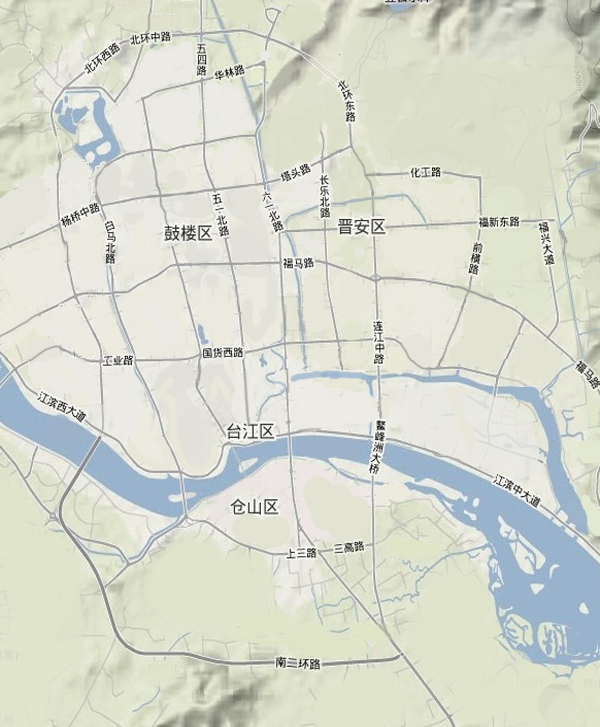 北环中路
北环西路
五四路
华林路
北环东路
塔头路
化工路
长乐北路
杨桥中路
白马北路
五一北路
六一北路
鼓楼区
晋安区
福新东路
福兴大道
前横路
福马路
连江中路
工业路
国货西路
福马路
江滨西大道
台江区
鳌峰洲大桥
江滨中大道
仓山区
上三路
三高路
南二环路